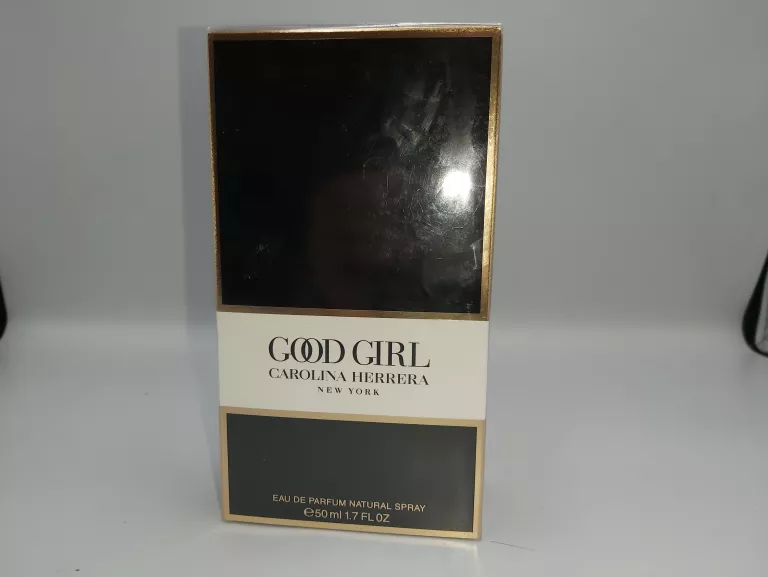 GOOD GIRL
CAROLINA HERRERA
NEW YORK
EAU DE PARFUM NATURAL SPRAY
℮50 ml 1.7 FL OZ